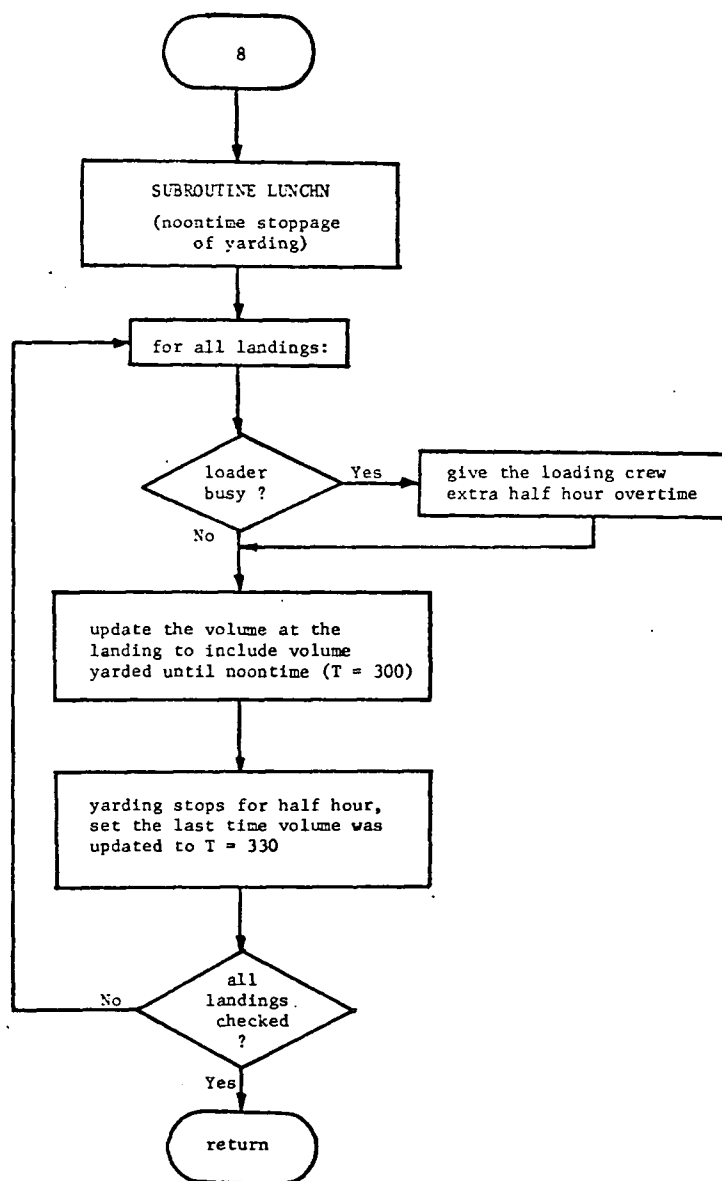 8
SUBROUTINE LUNCHN
(noontime stoppage
of yarding)
for all landings:
loader
busy ?
Yes
give the loading crew
extra half hour overtime
No
update the volume at the
landing to include volume
yarded until noontime (T = 300)
yarding stops for half hour,
set the last time volume was
updated to T = 330
all
landings
checked
?
No
Yes
return